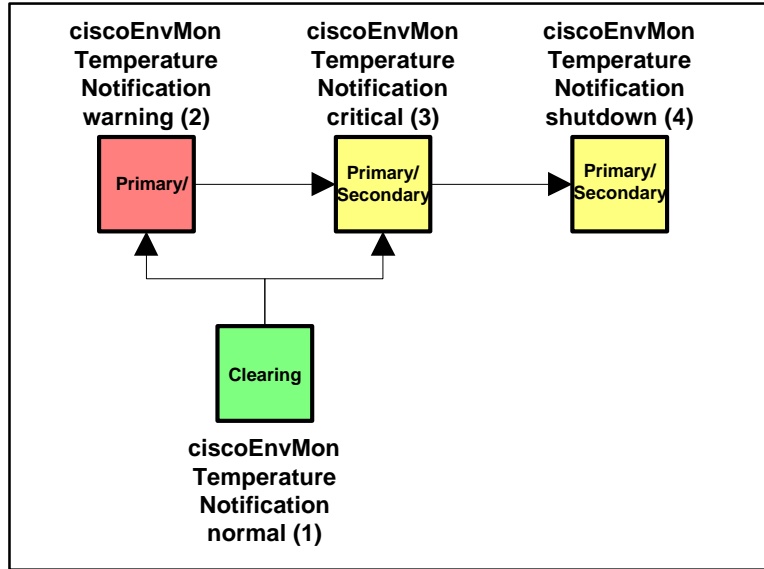 ciscoEnvMon
Temperature
Notification
warning (2)
ciscoEnvMon
Temperature
Notification
critical (3)
ciscoEnvMon
Temperature
Notification
shutdown (4)
Primary/
Primary/
Secondary
Primary/
Secondary
Clearing
ciscoEnvMon
Temperature
Notification
normal (1)